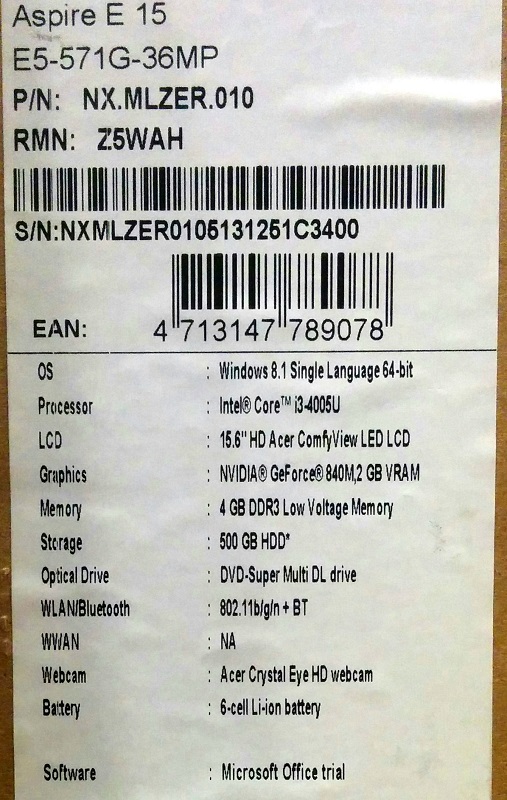 Aspire E 15
E5-571G-36MP
P/N: NX.MLZER.010
RMN: Z5WAH
S/N:NXMLZER0105131251C3400
EAN: 4 713147 789078
OS : Windows 8.1 Single Language 64-bit
Processor : Intel® Core™ i3-4005U
LCD : 15.6" HD Acer ComfyView LED LCD
Graphics : NVIDIA® GeForce® 840M,2 GB VRAM
Memory : 4 GB DDR3 Low Voltage Memory
Storage : 500 GB HDD*
Optical Drive : DVD-Super Multi DL drive
WLAN/Bluetooth : 802.11b/g/n + BT
WWAN : NA
Webcam : Acer Crystal Eye HD webcam
Battery : 6-cell Li-ion battery
Software : Microsoft Office trial